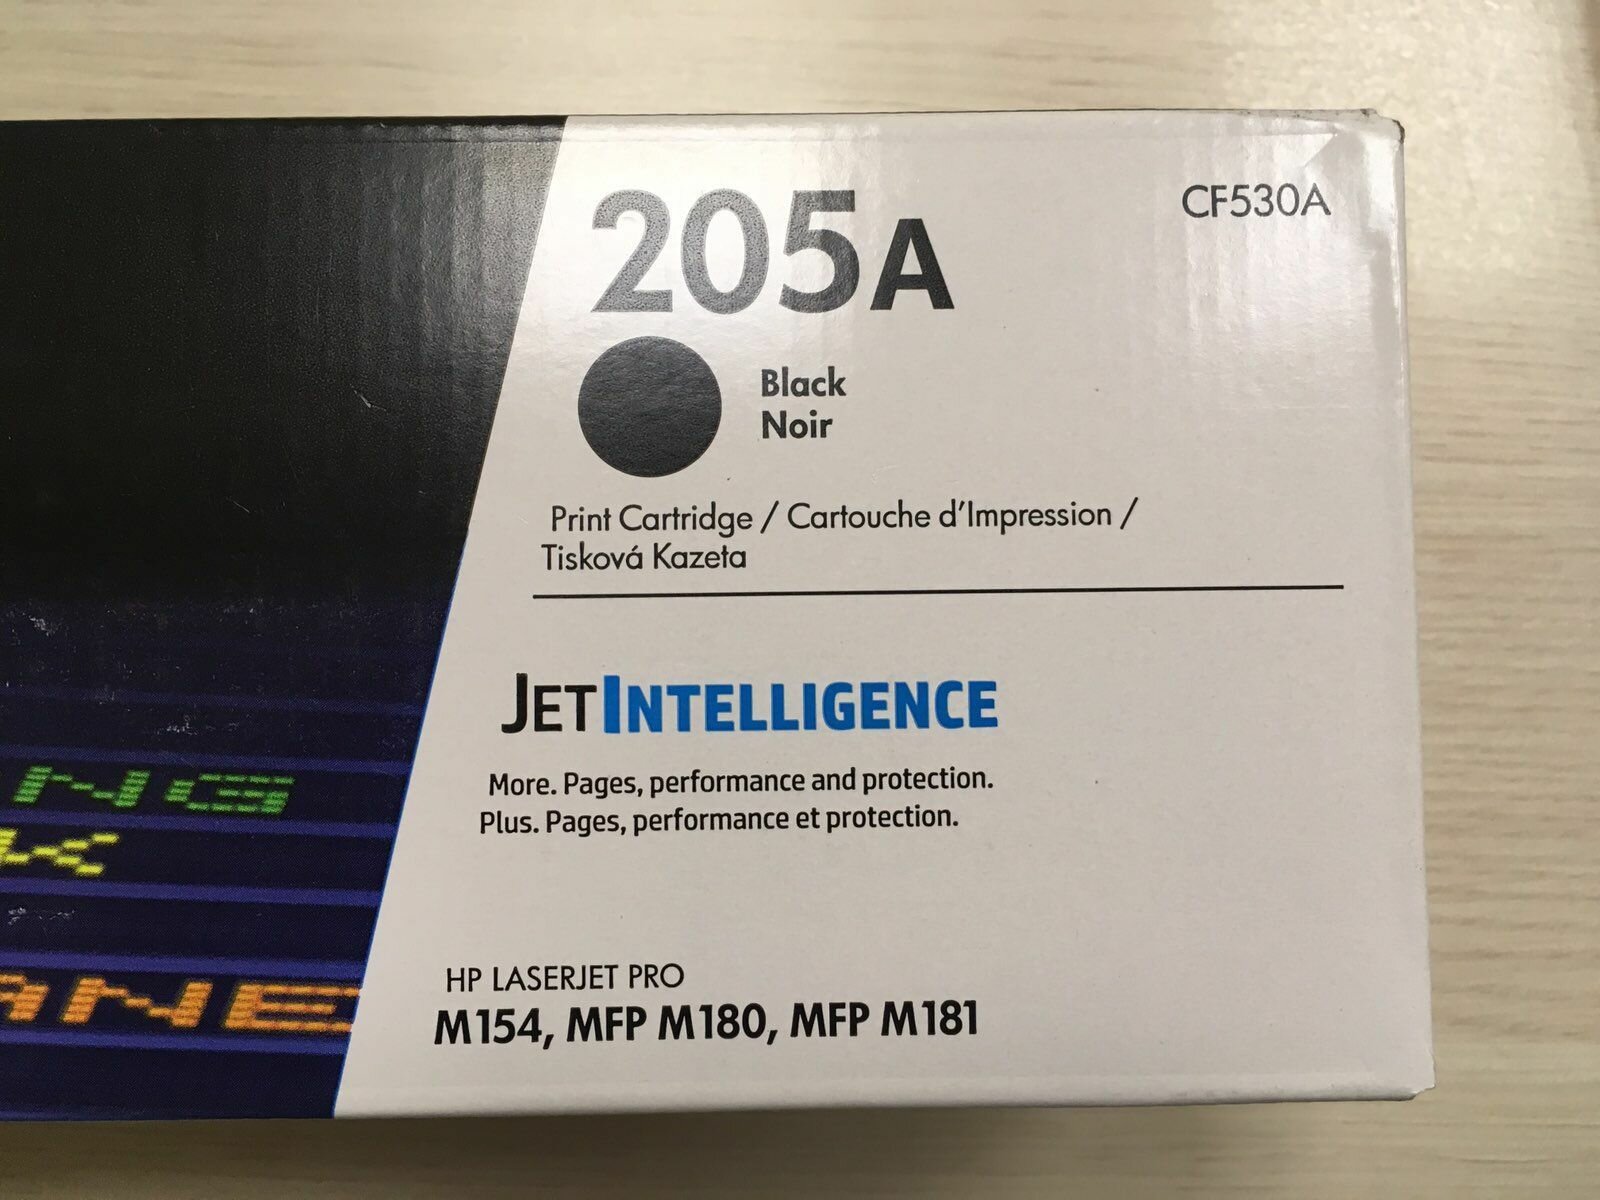 205A
CF530A
Black
Noir
Print Cartridge / Cartouche d'Impression /
Tisková Kazeta
JETINTELLIGENCE
More. Pages, performance and protection.
Plus. Pages, performance et protection.
HP LASERJET PRO
M154, MFP M180, MFP M181